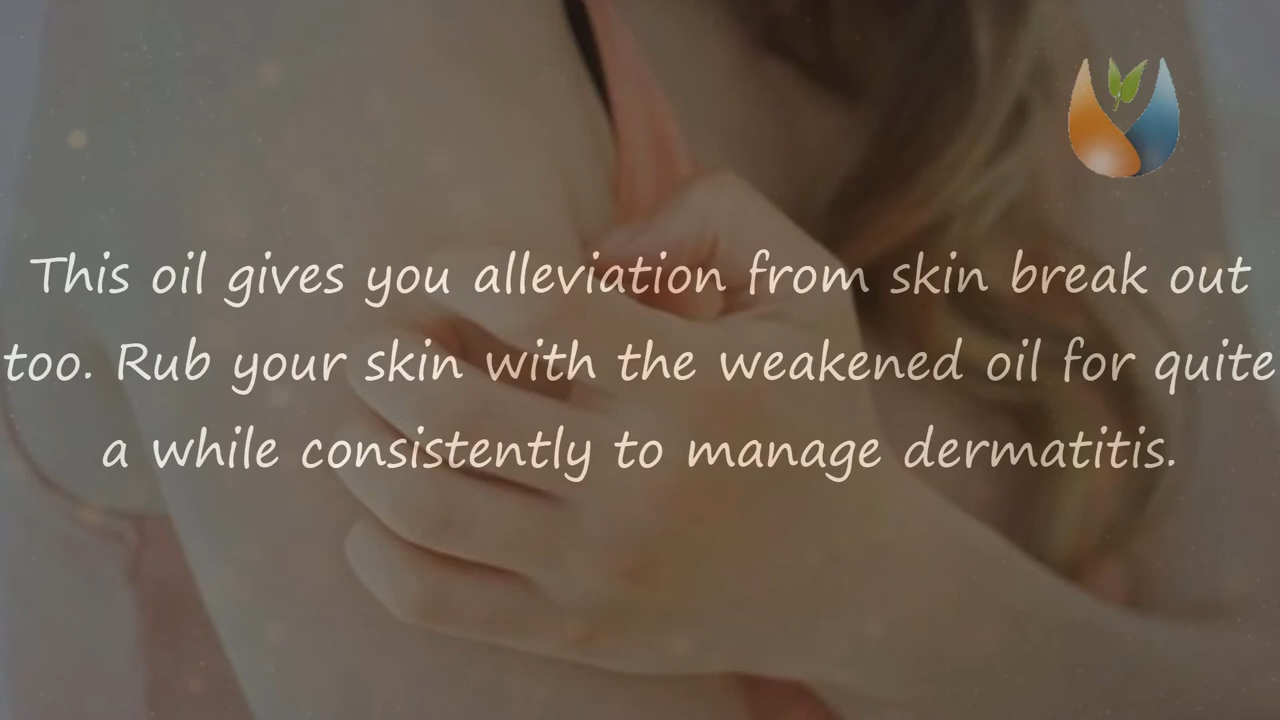 This oil gives you alleviation from skin break out
too. Rub your skin with the weakened oil for quite
a while consistently to manage dermatitis.